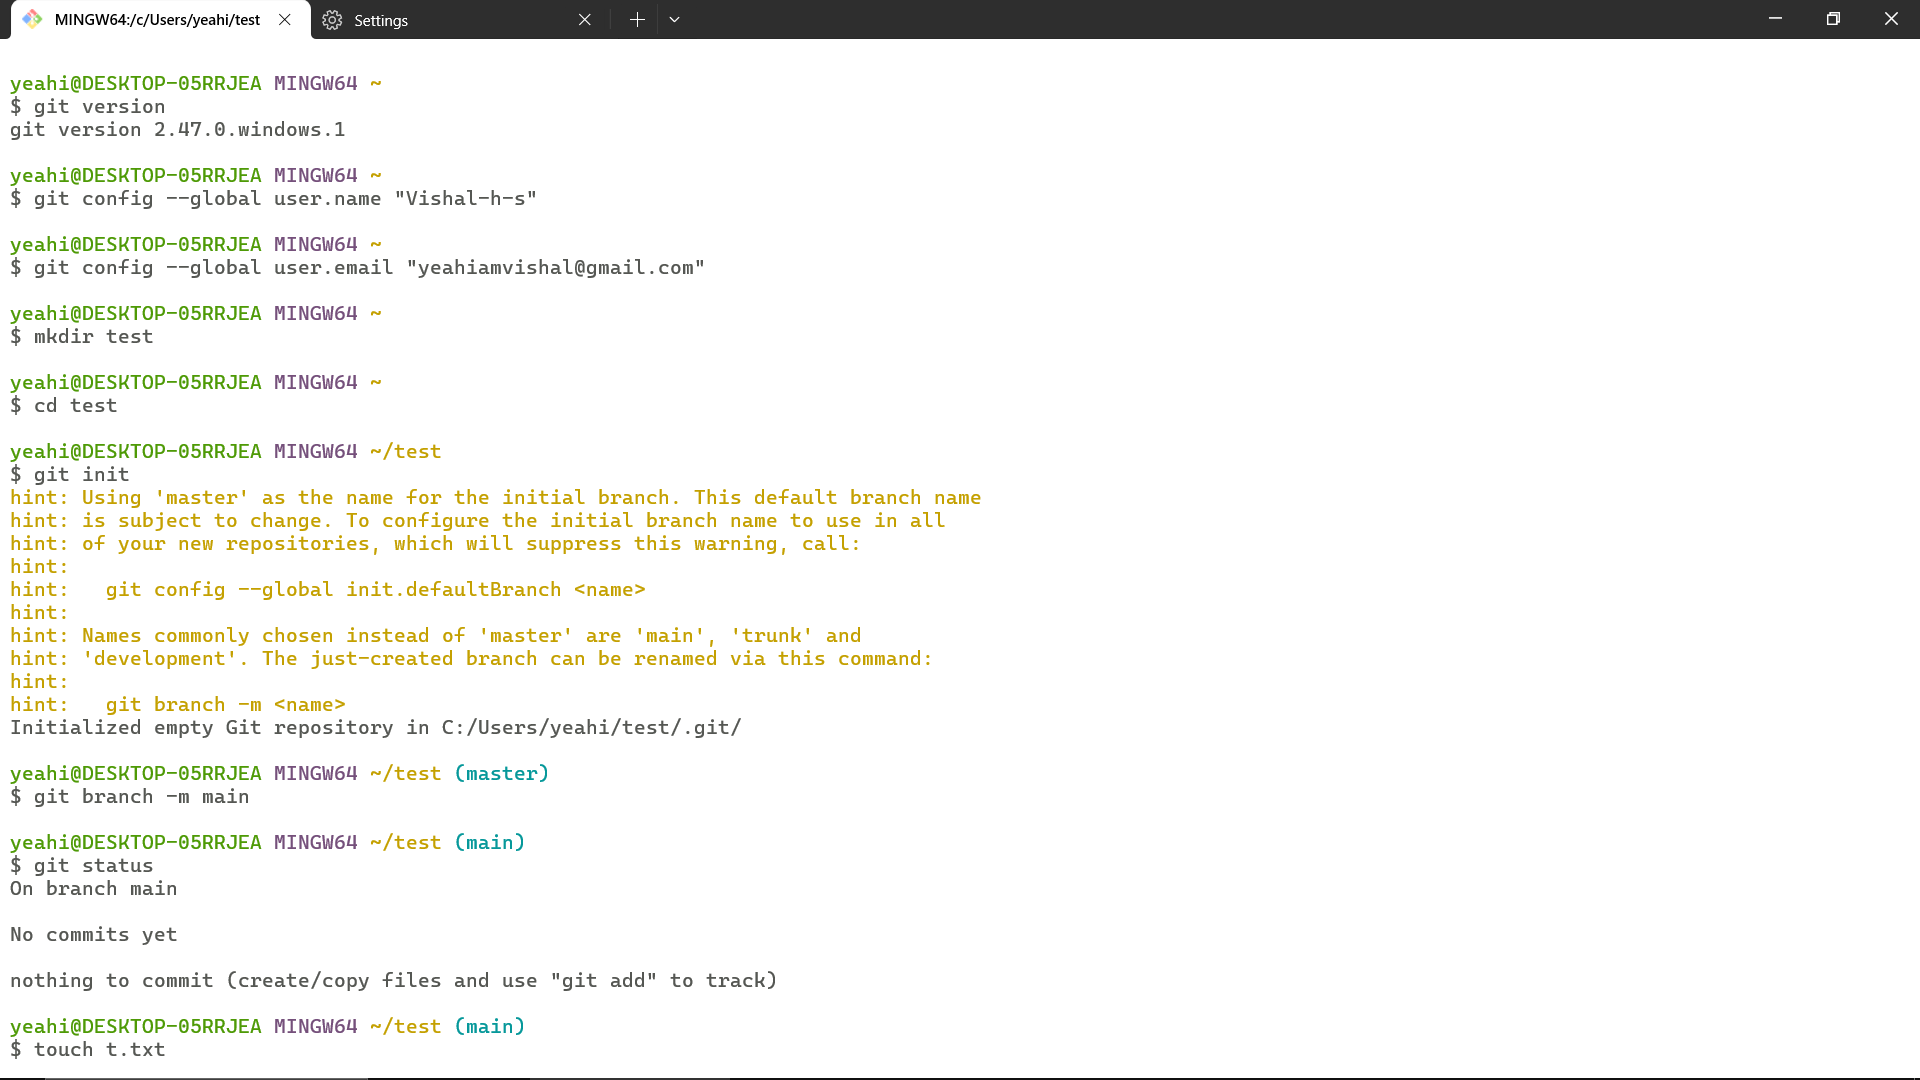 MINGW64:/c/Users/yeahi/test Settings
yeahi@DESKTOP-05RRJEA MINGW64 ~
$ git version
git version 2.47.0.windows.1
yeahi@DESKTOP-05RRJEA MINGW64 ~
$ git config --global user.name "Vishal-h-s"
yeahi@DESKTOP-05RRJEA MINGW64 ~
$ git config --global user.email "yeahiamvishal@gmail.com"
yeahi@DESKTOP-05RRJEA MINGW64 ~
$ mkdir test
yeahi@DESKTOP-05RRJEA MINGW64 ~
$ cd test
yeahi@DESKTOP-05RRJEA MINGW64 ~/test
$ git init
hint: Using 'master' as the name for the initial branch. This default branch name
hint: is subject to change. To configure the initial branch name to use in all
hint: of your new repositories, which will suppress this warning, call:
hint:
hint:   git config --global init.defaultBranch <name>
hint:
hint: Names commonly chosen instead of 'master' are 'main', 'trunk' and
hint: 'development'. The just-created branch can be renamed via this command:
hint:
hint:   git branch -m <name>
Initialized empty Git repository in C:/Users/yeahi/test/.git/
yeahi@DESKTOP-05RRJEA MINGW64 ~/test (master)
$ git branch -m main
yeahi@DESKTOP-05RRJEA MINGW64 ~/test (main)
$ git status
On branch main
No commits yet
nothing to commit (create/copy files and use "git add" to track)
yeahi@DESKTOP-05RRJEA MINGW64 ~/test (main)
$ touch t.txt